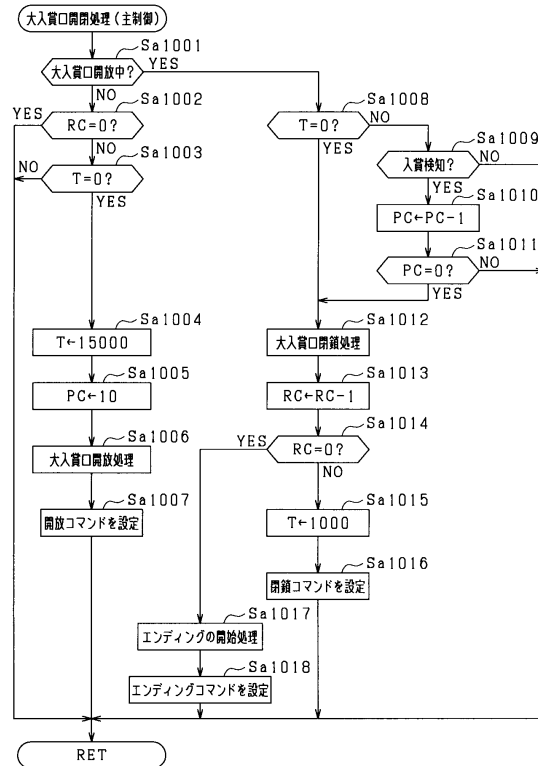 大入賞口開閉処理(主制御)
Sa1001
大入賞口開放中?
YES
NO
Sa1002
YES
RC=0?
NO
Sa1003
NO
T=0?
YES
Sa1008
T=0?
NO
YES
Sa1009
入賞検知?
NO
YES
Sa1010
PC←PC-1
Sa1011
PC=0?
NO
YES
Sa1004
T←15000
Sa1005
PC←10
Sa1006
大入賞口開放処理
Sa1007
開放コマンドを設定
Sa1012
大入賞口閉鎖処理
Sa1013
RC←RC-1
Sa1014
YES
RC=0?
NO
Sa1015
T←1000
Sa1016
閉鎖コマンドを設定
Sa1017
エンディングの開始処理
Sa1018
エンディングコマンドを設定
RET